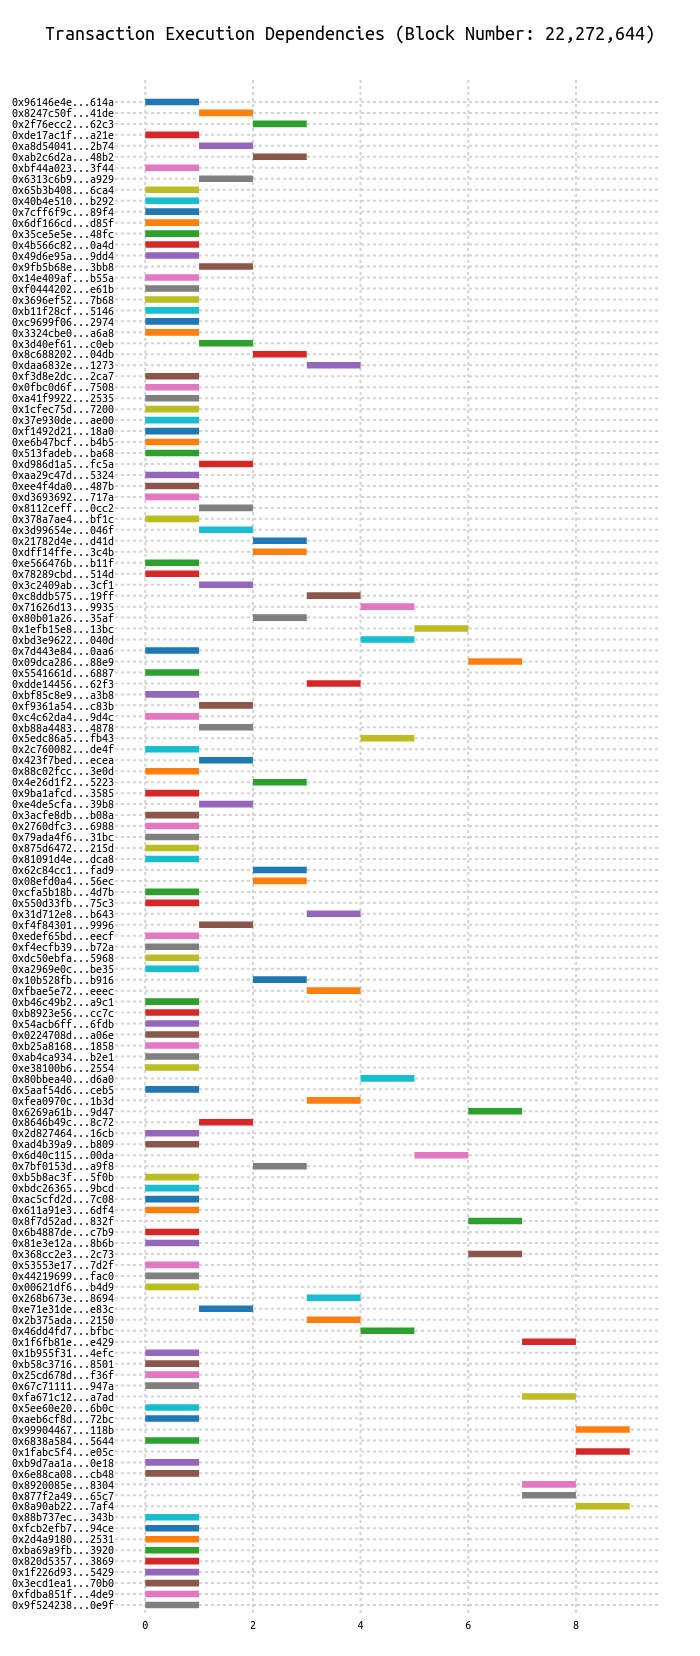 Transaction Execution Dependencies (Block Number: 22,272,644)
0x96146e4e...614a
0x8247c50f...41de
0x2f76ecc2...62c3
0xde17ac1f...a21e
0xa8d54041...2b74
0xab2c6d2a...48b2
0xbf44a023...3f44
0x6313c6b9...a929
0x65b3b408...6ca4
0x40b4e510...b292
0x7cff6f9c...89f4
0x6df166cd...d85f
0x35ce5e5e...48fc
0x4b566c82...0a4d
0x49d6e95a...9dd4
0x9fb5b68e...3bb8
0x14e409af...b55a
0xf0444202...e61b
0x3696ef52...7b68
0xb11f28cf...5146
0xc9699f06...2974
0x3324cbe0...a6a8
0x3d40ef61...c0eb
0x8c688202...04db
0xdaa6832e...1273
0xf3d8e2dc...2ca7
0x0fbc0d6f...7508
0xa41f9922...2535
0x1cfec75d...7200
0x37e930de...ae00
0xf1492d21...18a0
0xe6b47bcf...b4b5
0x513fadeb...ba68
0xd986d1a5...fc5a
0xaa29c47d...5324
0xee4f4da0...487b
0xd3693692...717a
0x8112ceff...0cc2
0x378a7ae4...bf1c
0x3d99654e...046f
0x21782d4e...d41d
0xdff14ffe...3c4b
0xe566476b...b11f
0x78289cbd...514d
0x3c2409ab...3cf1
0xc8ddb575...19ff
0x71626d13...9935
0x80b01a26...35af
0x1efb15e8...13bc
0xbd3e9622...040d
0x7d443e84...0aa6
0x09dca286...88e9
0x5541661d...6887
0xdde14456...62f3
0xbf85c8e9...a3b8
0xf9361a54...c83b
0xc4c62da4...9d4c
0xb88a4483...4878
0x5edc86a5...fb43
0x2c760082...de4f
0x423f7bed...ecea
0x88c02fcc...3e0d
0x4e26d1f2...5223
0x9ba1afcd...3585
0xe4de5cfa...39b8
0x3acfe8db...b08a
0x2760dfc3...6988
0x79ada4f6...31bc
0x875d6472...215d
0x81091d4e...dca8
0x62c84cc1...fad9
0x08efd0a4...56ec
0xcfa5b18b...4d7b
0x550d33fb...75c3
0x31d712e8...b643
0xf4f84301...9996
0xedef65bd...eecf
0xf4ecfb39...b72a
0xdc50ebfa...5968
0xa2969e0c...be35
0x10b528fb...b916
0xfbae5e72...eeec
0xb46c49b2...a9c1
0xb8923e56...cc7c
0x54acb6ff...6fdb
0x0224708d...a06e
0xb25a8168...1858
0xab4ca934...b2e1
0xe38100b6...2554
0x80bbea40...d6a0
0x5aaf54d6...ceb5
0xfea0970c...1b3d
0x6269a61b...9d47
0x8646b49c...8c72
0x2d827464...16cb
0xad4b39a9...b809
0x6d40c115...00da
0x7bf0153d...a9f8
0xb5b8ac3f...5f0b
0xbdc26365...9bcd
0xac5cfd2d...7c08
0x611a91e3...6df4
0x8f7d52ad...832f
0x6b4887de...c7b9
0x81e3e12a...8b6b
0x368cc2e3...2c73
0x53553e17...7d2f
0x44219699...fac0
0x00621df6...b4d9
0x268b673e...8694
0xe71e31de...e83c
0x2b375ada...2150
0x46dd4fd7...bfbc
0x1f6fb81e...e429
0x1b955f31...4efc
0xb58c3716...8501
0x25cd678d...f36f
0x67c71111...947a
0xfa671c12...a7ad
0x5ee60e20...6b0c
0xaeb6cf8d...72bc
0x99904467...118b
0x6838a584...5644
0x1fabc5f4...e05c
0xb9d7aa1a...0e18
0x6e88ca08...cb48
0x8920085e...8304
0x877f2a49...65c7
0x8a90ab22...7af4
0x88b737ec...343b
0xfcb2efb7...94ce
0x2d4a9180...2531
0xba69a9fb...3920
0x820d5357...3869
0x1f226d93...5429
0x3ecd1ea1...70b0
0xfdba851f...4de9
0x9f524238...0e9f
0 2 4 6 8